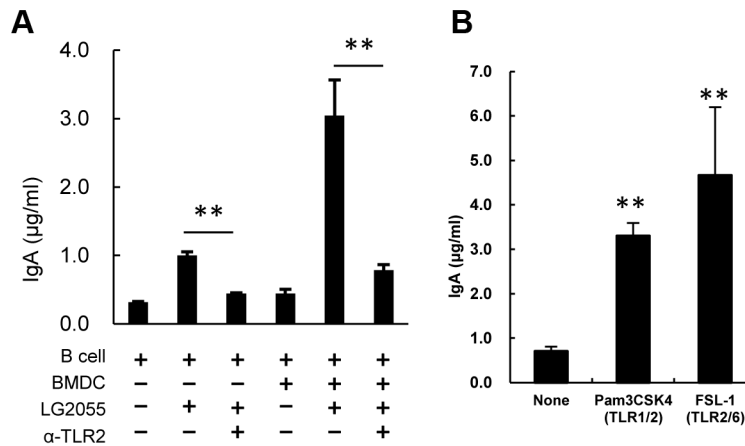 A
**
**
4.0
3.0
2.0
1.0
0.0
IgA (µg/ml)
B cell + + + + + +
BMDC − − − + + +
LG2055 − + + − + +
α-TLR2 − − + − − +
B
**
**
7.0
6.0
5.0
4.0
3.0
2.0
1.0
0.0
IgA (µg/ml)
None Pam3CSK4 FSL-1
(TLR1/2) (TLR2/6)